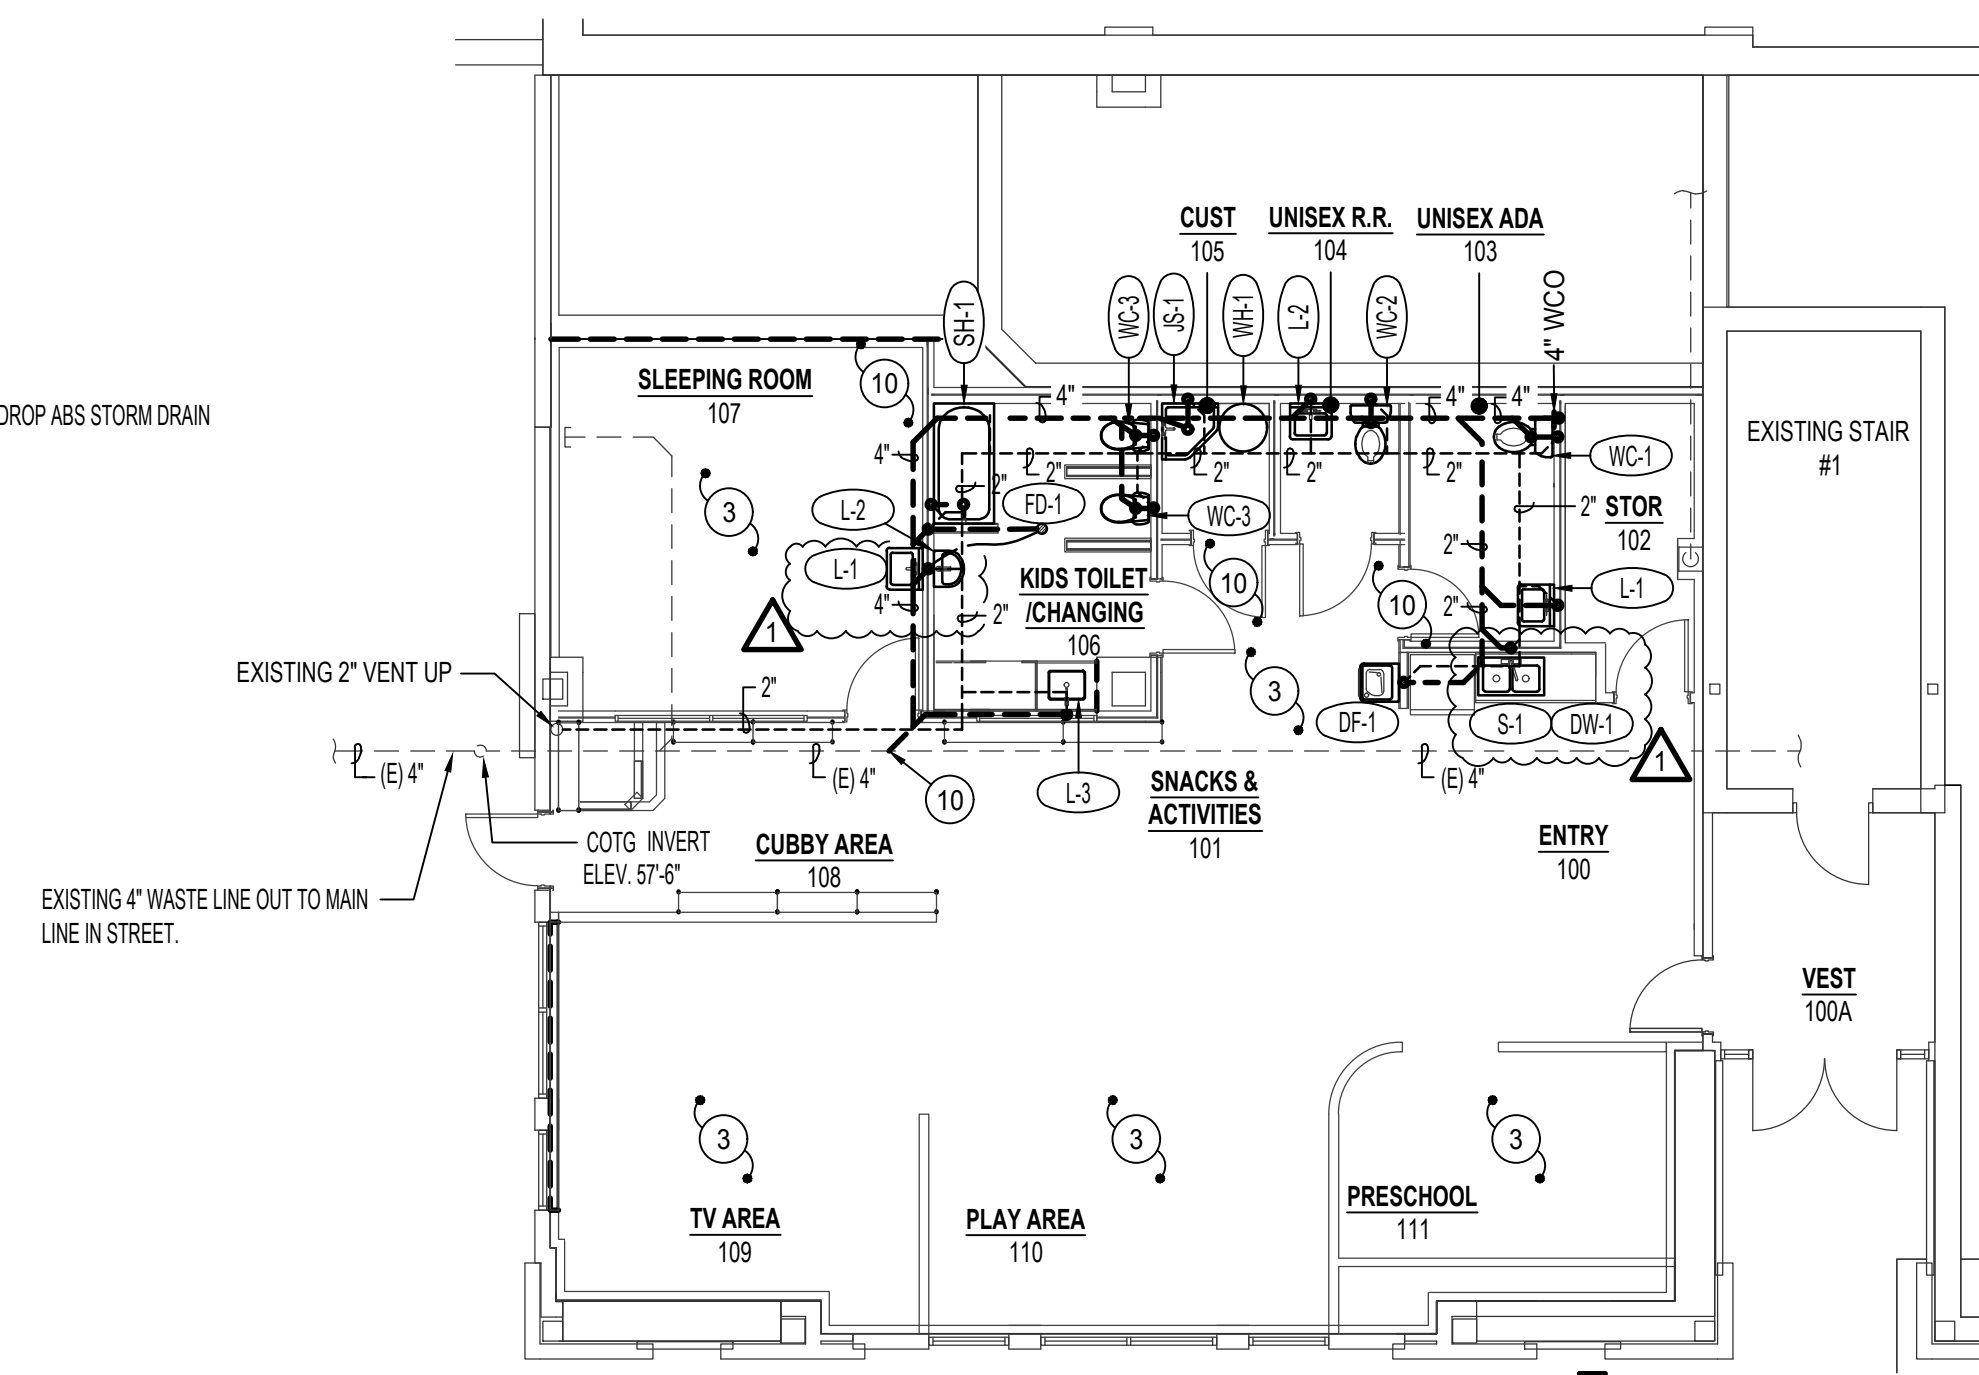 CUST
105
UNISEX R.R.
104
UNISEX ADA
103
4" WCO
SH-1
WC-3
JS-1
WH-1
L-2
WC-2
SLEEPING ROOM
107
10
DROP ABS STORM DRAIN
4"
4"
4"
EXISTING STAIR
#1
4"
2"
2"
2"
2"
WC-1
2"
3
L-2
FD-1
WC-3
2"
STOR
102
2"
L-1
KIDS TOILET
/CHANGING
106
10
10
L-1
4"
2"
2"
1
EXISTING 2" VENT UP
2"
3
DF-1
S-1
DW-1
1
(E) 4"
(E) 4"
(E) 4"
10
L-3
SNACKS &
ACTIVITIES
101
COTG INVERT
ELEV. 57'-6"
CUBBY AREA
108
ENTRY
100
EXISTING 4" WASTE LINE OUT TO MAIN
LINE IN STREET.
VEST
100A
3
3
3
TV AREA
109
PLAY AREA
110
PRESCHOOL
111